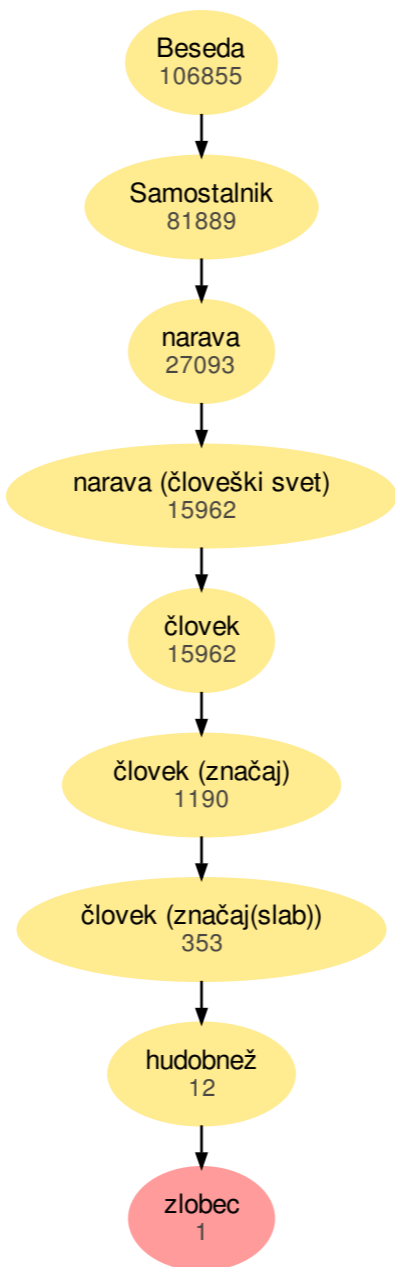 Beseda
106855
Samostalnik
81889
narava
27093
narava (človeški svet)
15962
človek
15962
človek (značaj)
1190
človek (značaj(slab))
353
hudobnež
12
zlobec
1